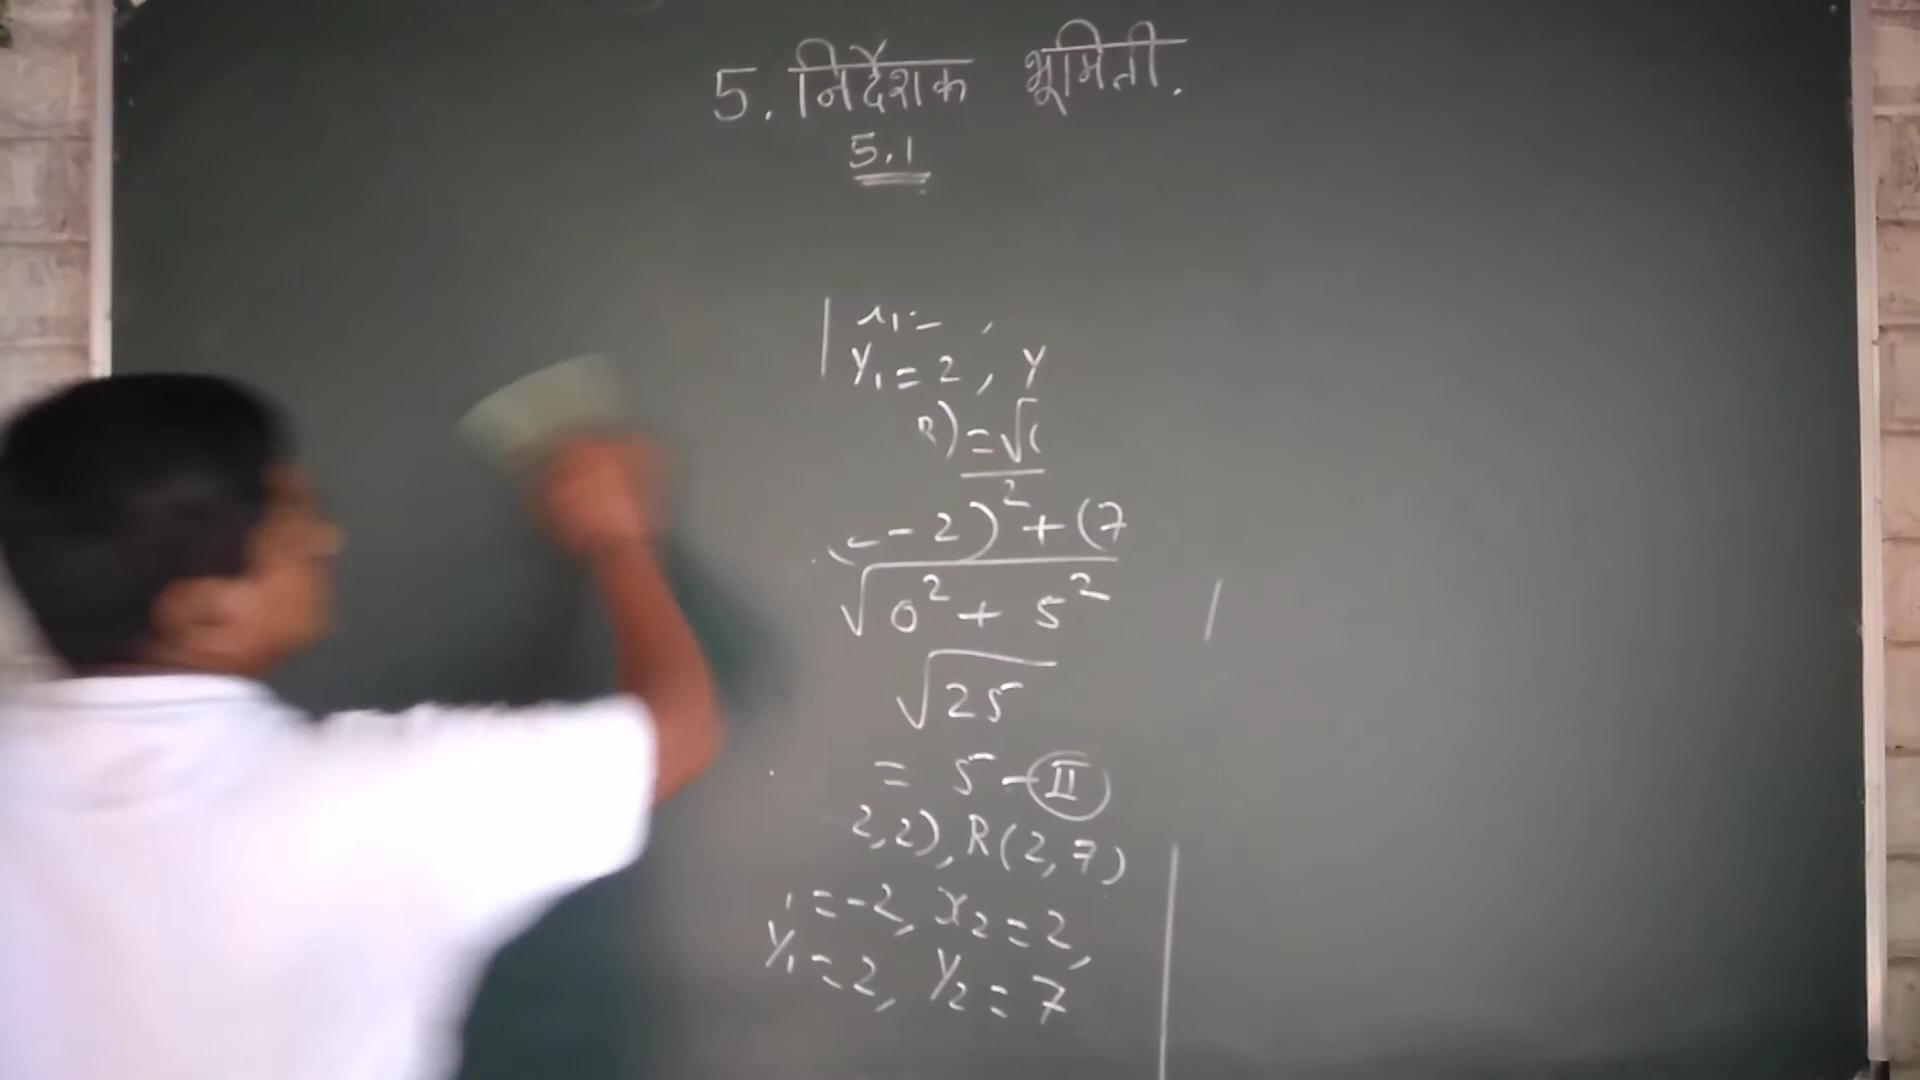 5. निर्देशक भूमिती.
5.1
y₁ = 2, y
R) = √(
- 2)² + (7
√0² + 5²
√25
= 5 - II
2,2), R(2,7)
= -2, x₂ = 2,
y₁ = 2, y₂ = 7